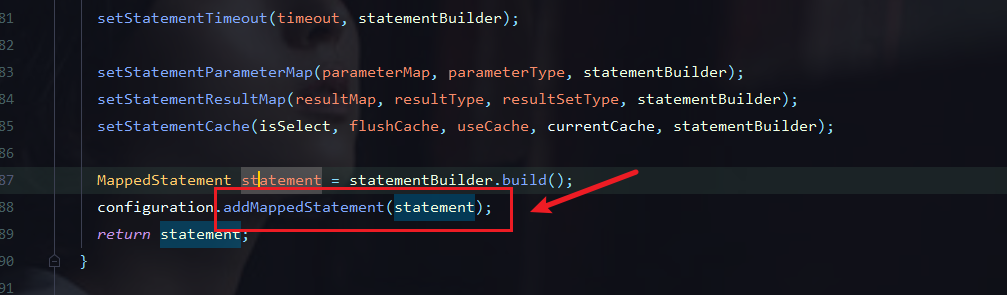 81 setStatementTimeout(timeout, statementBuilder);
82
83 setStatementParameterMap(parameterMap, parameterType, statementBuilder);
84 setStatementResultMap(resultMap, resultType, resultSetType, statementBuilder);
85 setStatementCache(isSelect, flushCache, useCache, currentCache, statementBuilder);
86
87 MappedStatement statement = statementBuilder.build();
88 configuration.addMappedStatement(statement);
89 return statement;
90 }
91